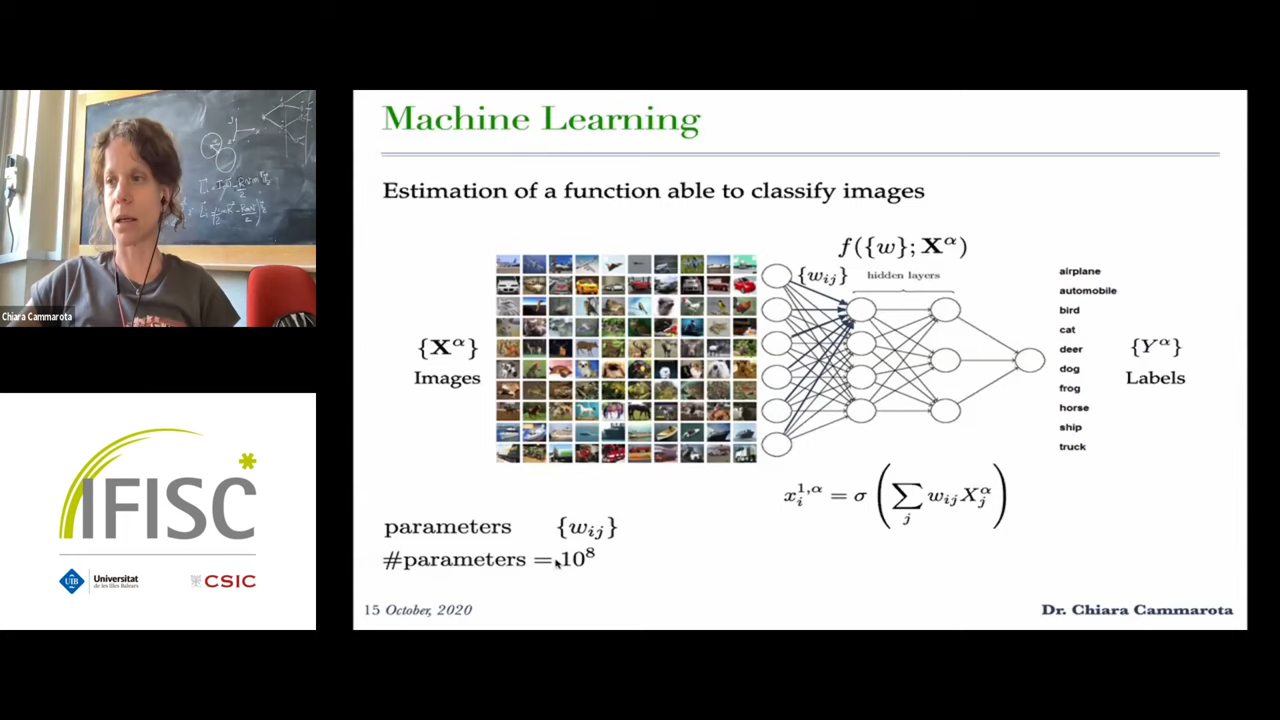 Chiara Cammarota
IFISC
UIB
Universitat
de les Illes Balears
CSIC
Machine Learning
Estimation of a function able to classify images
f({w}; X^α)
{w_ij}
hidden layers
{X^α}
Images
airplane
automobile
bird
cat
deer
dog
frog
horse
ship
truck
{Y^α}
Labels
x_i^{1,α} = σ ( ∑_j w_ij X_j^α )
parameters {w_ij}
#parameters = 10^8
15 October, 2020
Dr. Chiara Cammarota